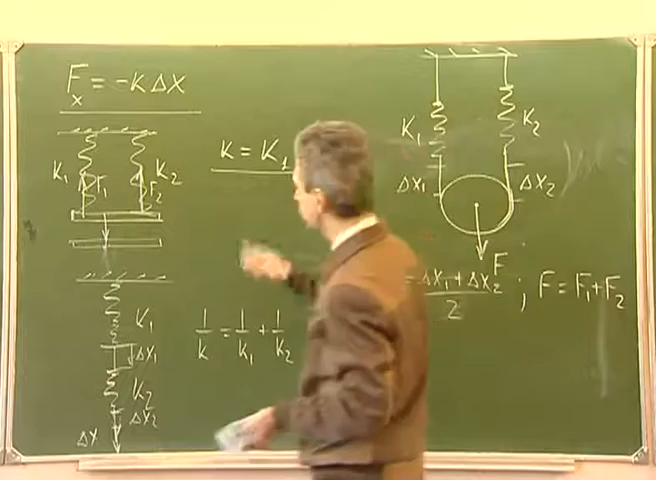 Fx = -KΔX
K1 F1 F2 K2
K = K1
K1
ΔX1
K2
ΔX2
ΔX
1/K = 1/K1 + 1/K2
K1 K2
ΔX1 ΔX2
F
= ΔX1 + ΔX2 / 2 ; F = F1 + F2